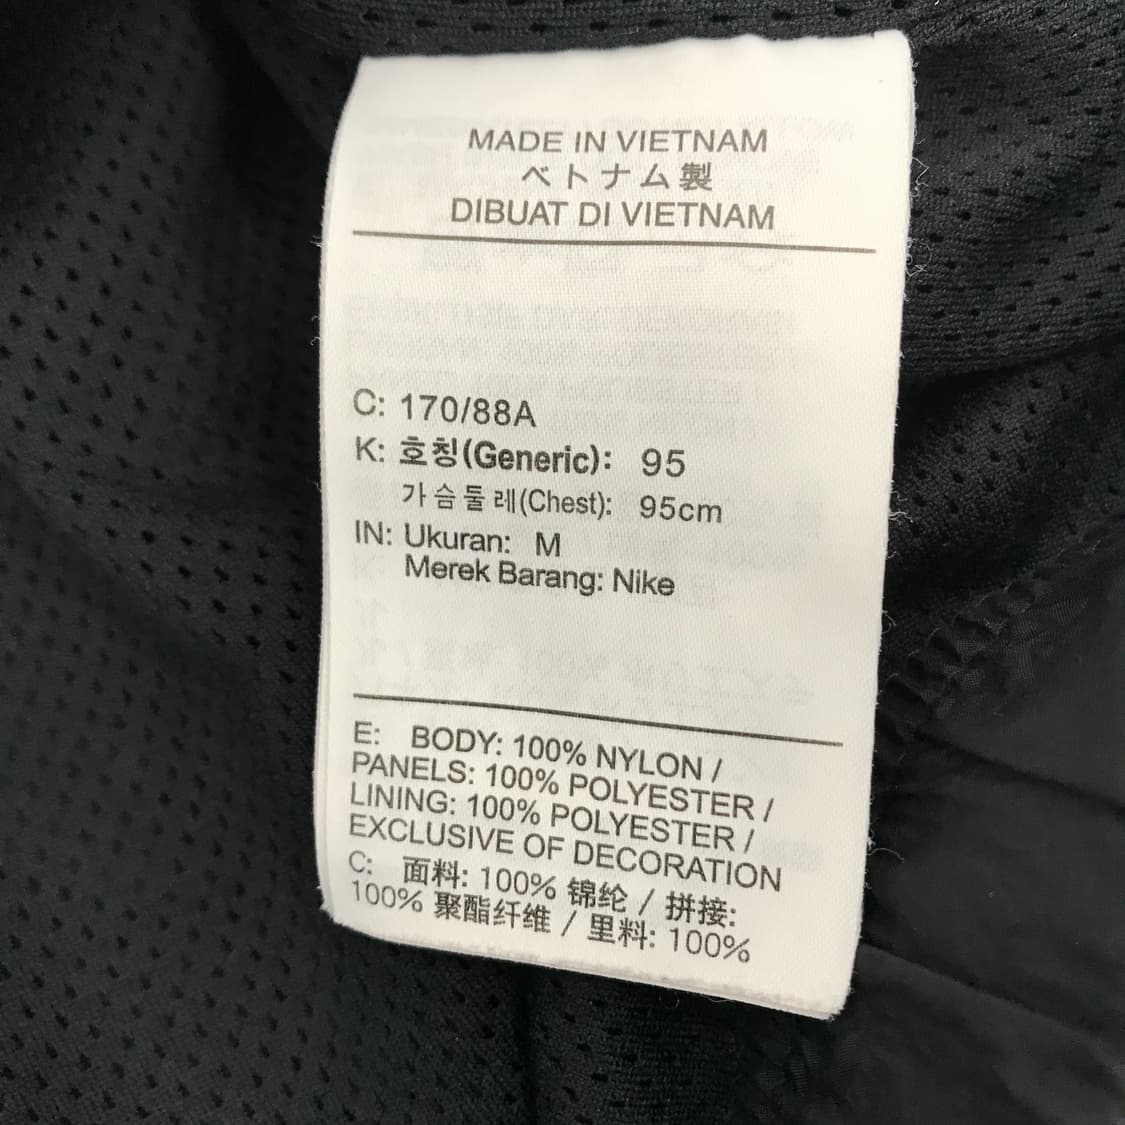 MADE IN VIETNAM
ベトナム製
DIBUAT DI VIETNAM
C: 170/88A
K: 호칭(Generic): 95
가슴둘레(Chest): 95cm
IN: Ukuran: M
Merek Barang: Nike
E: BODY: 100% NYLON /
PANELS: 100% POLYESTER /
LINING: 100% POLYESTER /
EXCLUSIVE OF DECORATION
C: 面料: 100% 锦纶 / 拼接:
100% 聚酯纤维 / 里料: 100%